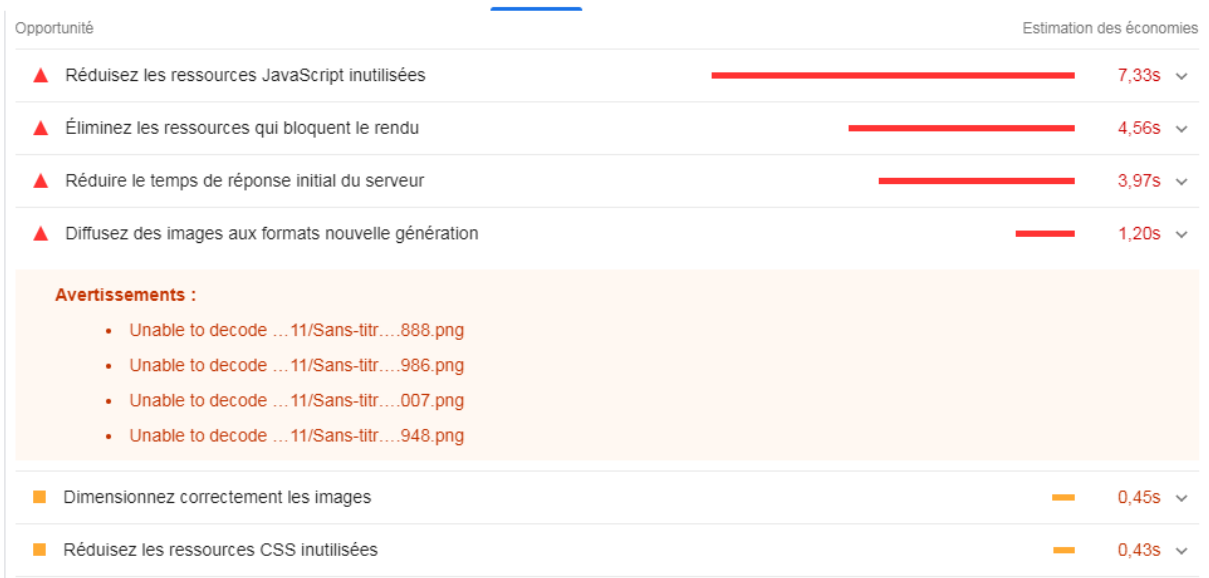 Opportunité Estimation des économies
Réduisez les ressources JavaScript inutilisées 7,33s
Éliminez les ressources qui bloquent le rendu 4,56s
Réduire le temps de réponse initial du serveur 3,97s
Diffusez des images aux formats nouvelle génération 1,20s
Avertissements :
• Unable to decode …11/Sans-titr….888.png
• Unable to decode …11/Sans-titr….986.png
• Unable to decode …11/Sans-titr….007.png
• Unable to decode …11/Sans-titr….948.png
Dimensionnez correctement les images 0,45s
Réduisez les ressources CSS inutilisées 0,43s